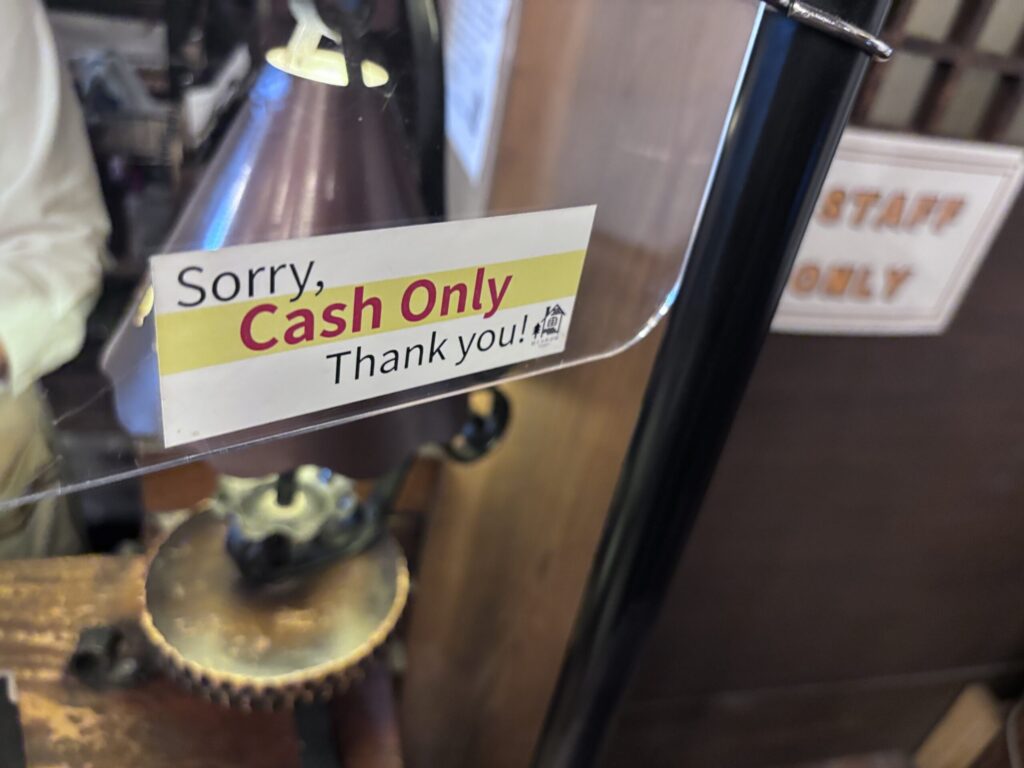 Sorry,
Cash Only
Thank you!
STAFF
ONLY